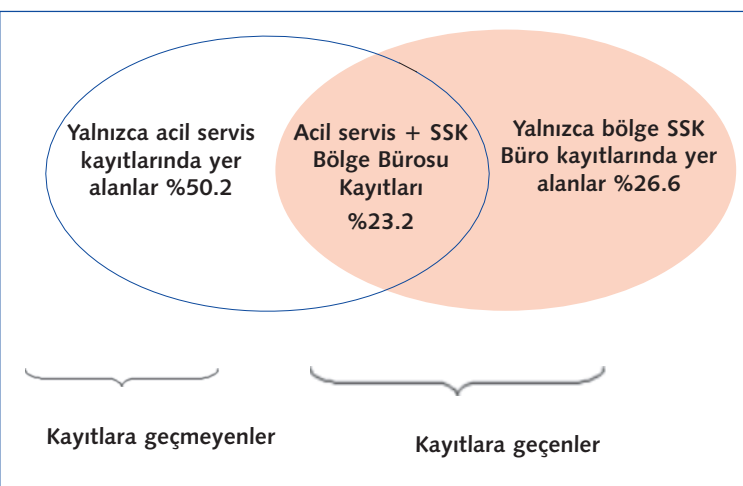 Yalnızca acil servis
kayıtlarında yer
alanlar %50.2
Acil servis + SSK
Bölge Bürosu
Kayıtları
%23.2
Yalnızca bölge SSK
Büro kayıtlarında yer
alanlar %26.6
Kayıtlara geçmeyenler
Kayıtlara geçenler